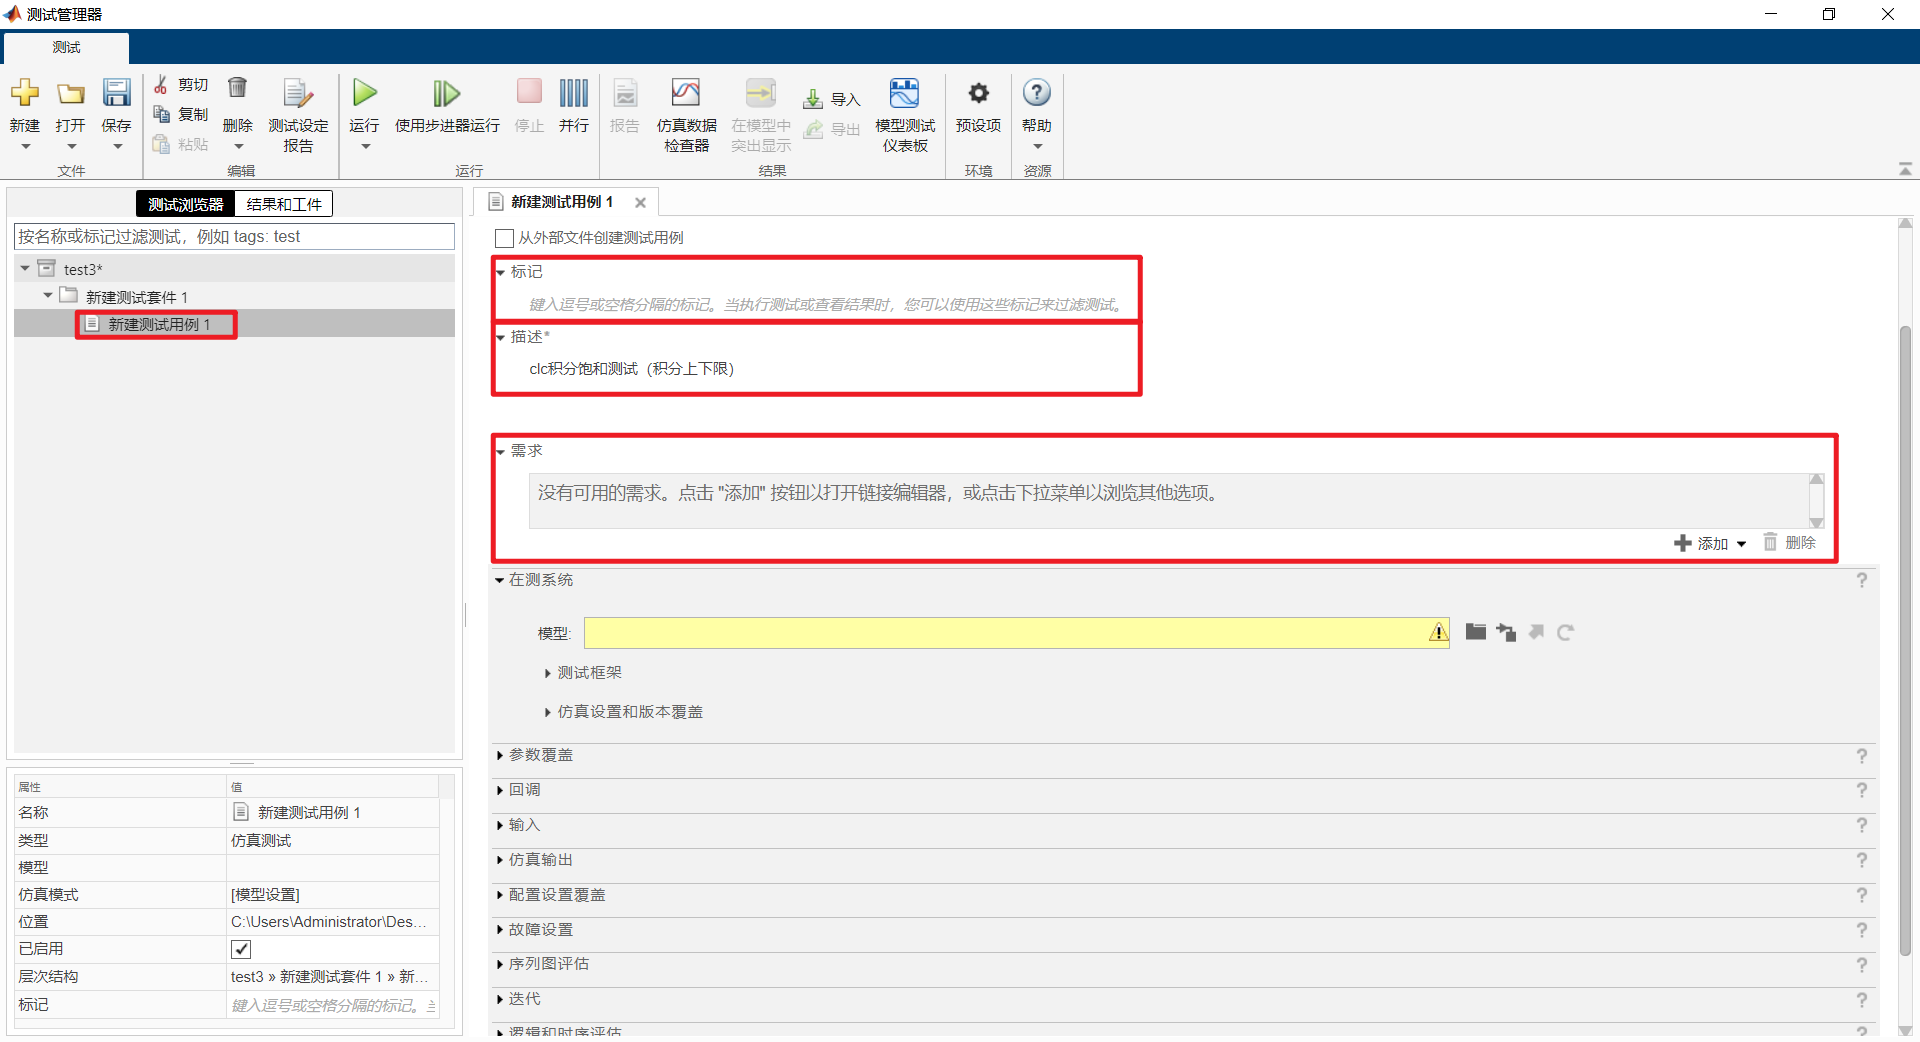 测试管理器
测试
新建
打开
保存
文件
剪切
复制
粘贴
删除
测试设定
报告
编辑
运行
使用步进器运行
停止
并行
运行
报告
仿真数据
检查器
在模型中
突出显示
导入
导出
模型测试
仪表板
结果
预设项
环境
帮助
资源
测试浏览器
结果和工件
按名称或标记过滤测试，例如 tags: test
test3*
新建测试套件 1
新建测试用例 1
属性 值
名称 新建测试用例 1
类型 仿真测试
模型
仿真模式 [模型设置]
位置 C:\Users\Administrator\Des...
已启用
层次结构 test3 » 新建测试套件 1 » 新...
标记 键入逗号或空格分隔的标记。
新建测试用例 1
从外部文件创建测试用例
标记
键入逗号或空格分隔的标记。当执行测试或查看结果时，您可以使用这些标记来过滤测试。
描述*
clc积分饱和测试（积分上下限）
需求
没有可用的需求。点击 "添加" 按钮以打开链接编辑器，或点击下拉菜单以浏览其他选项。
添加 删除
在测系统 ?
模型:
测试框架
仿真设置和版本覆盖
参数覆盖 ?
回调 ?
输入 ?
仿真输出 ?
配置设置覆盖 ?
故障设置 ?
序列图评估 ?
迭代 ?
逻辑和时序评估 ?